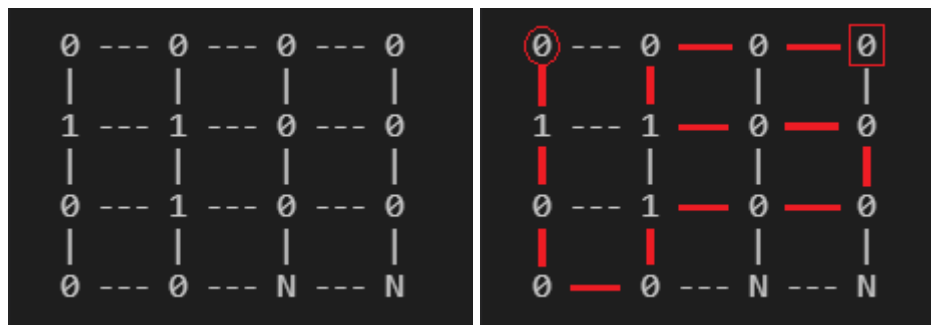 0 --- 0 --- 0 --- 0
| | | |
1 --- 1 --- 0 --- 0
| | | |
0 --- 1 --- 0 --- 0
| | | |
0 --- 0 --- N --- N
0 --- 0 0 0
| |
1 --- 1 0 0
| |
0 --- 1 0 0
| |
0 0 --- N --- N